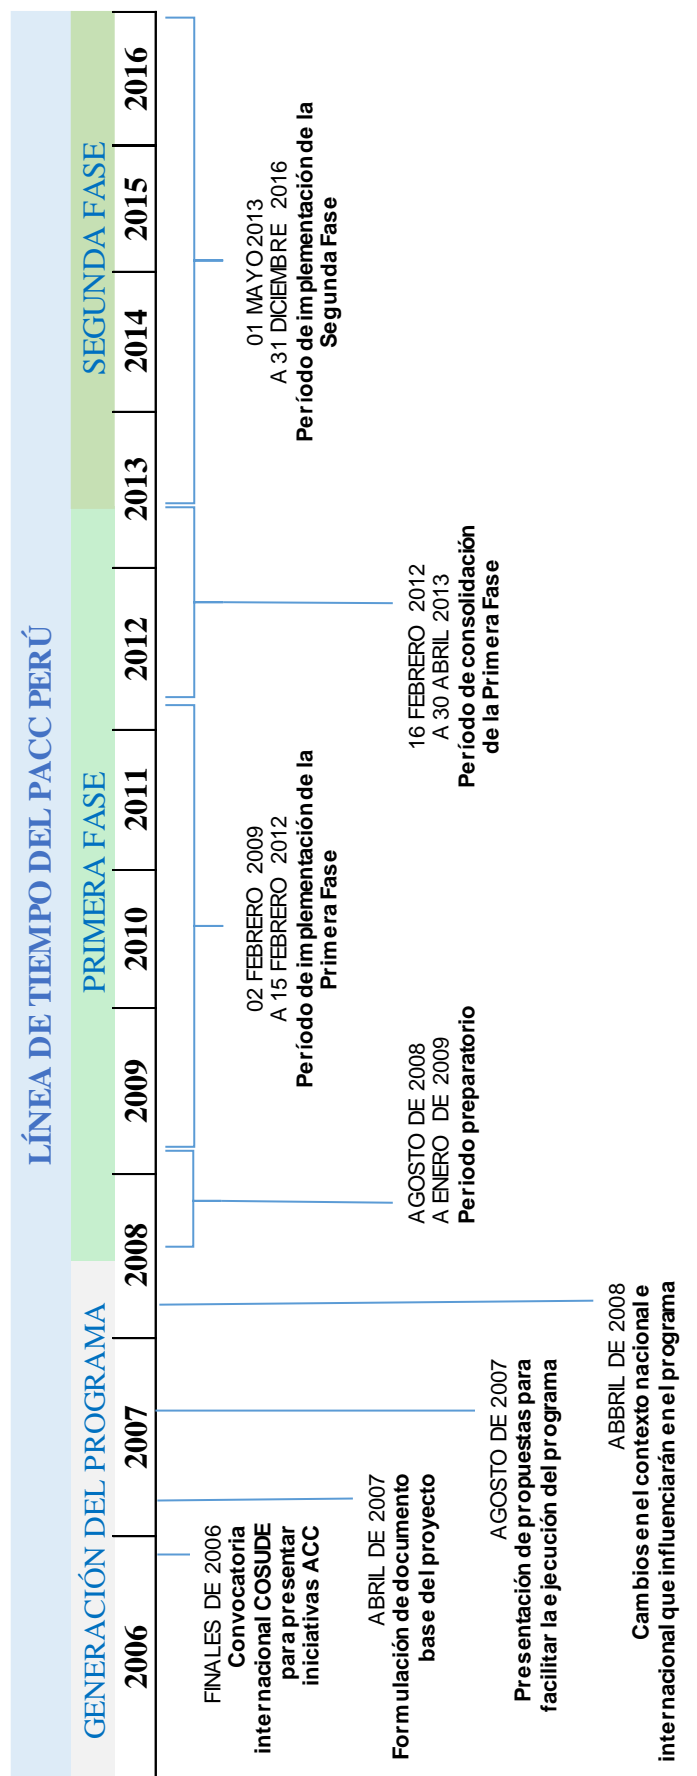 LÍNEA DE TIEMPO DEL PACC PERÚ
GENERACIÓN DEL PROGRAMA
PRIMERA FASE
SEGUNDA FASE
2006
2007
2008
2009
2010
2011
2012
2013
2014
2015
2016
FINALES DE 2006
Convocatoria
internacional COSUDE
para presentar
iniciativas ACC
ABRIL DE 2007
Formulación de documento
base del proyecto
AGOSTO DE 2007
Presentación de propuestas para
facilitar la ejecución del programa
ABBRIL DE 2008
Cambios en el contexto nacional e
internacional que influenciarán en el programa
AGOSTO DE 2008
A ENERO DE 2009
Período preparatorio
02 FEBRERO 2009
A 15 FEBRERO 2012
Período de implementación de la
Primera Fase
16 FEBRERO 2012
A 30 ABRIL 2013
Período de consolidación
de la Primera Fase
01 MAYO 2013
A 31 DICIEMBRE 2016
Período de implementación de la
Segunda Fase